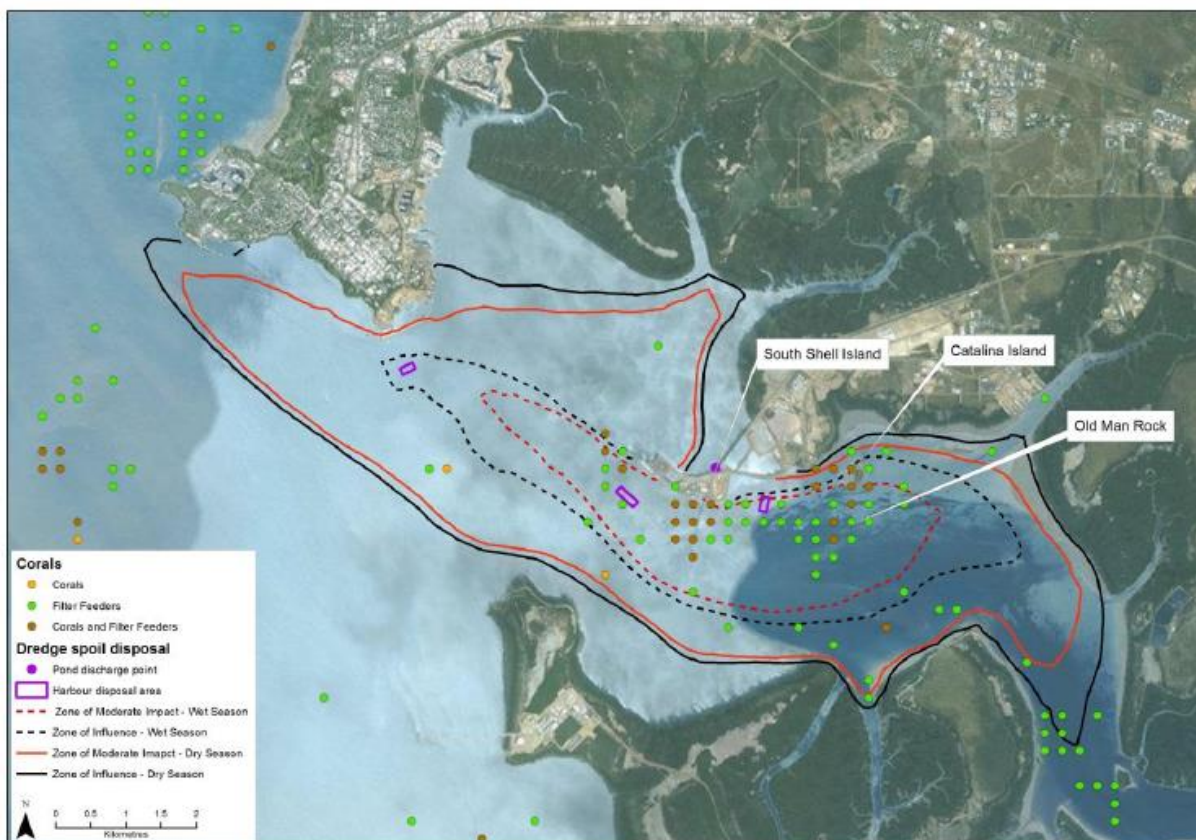 South Shell Island
Catalina Island
Old Man Rock
Corals
Corals
Filter Feeders
Corals and Filter Feeders
Dredge spoil disposal
Pond discharge point
Harbour disposal area
Zone of Moderate Impact - Wet Season
Zone of Influence - Wet Season
Zone of Moderate Imapct - Dry Season
Zone of Influence - Dry Season
N
0 0.5 1 1.5 2
Kilometres